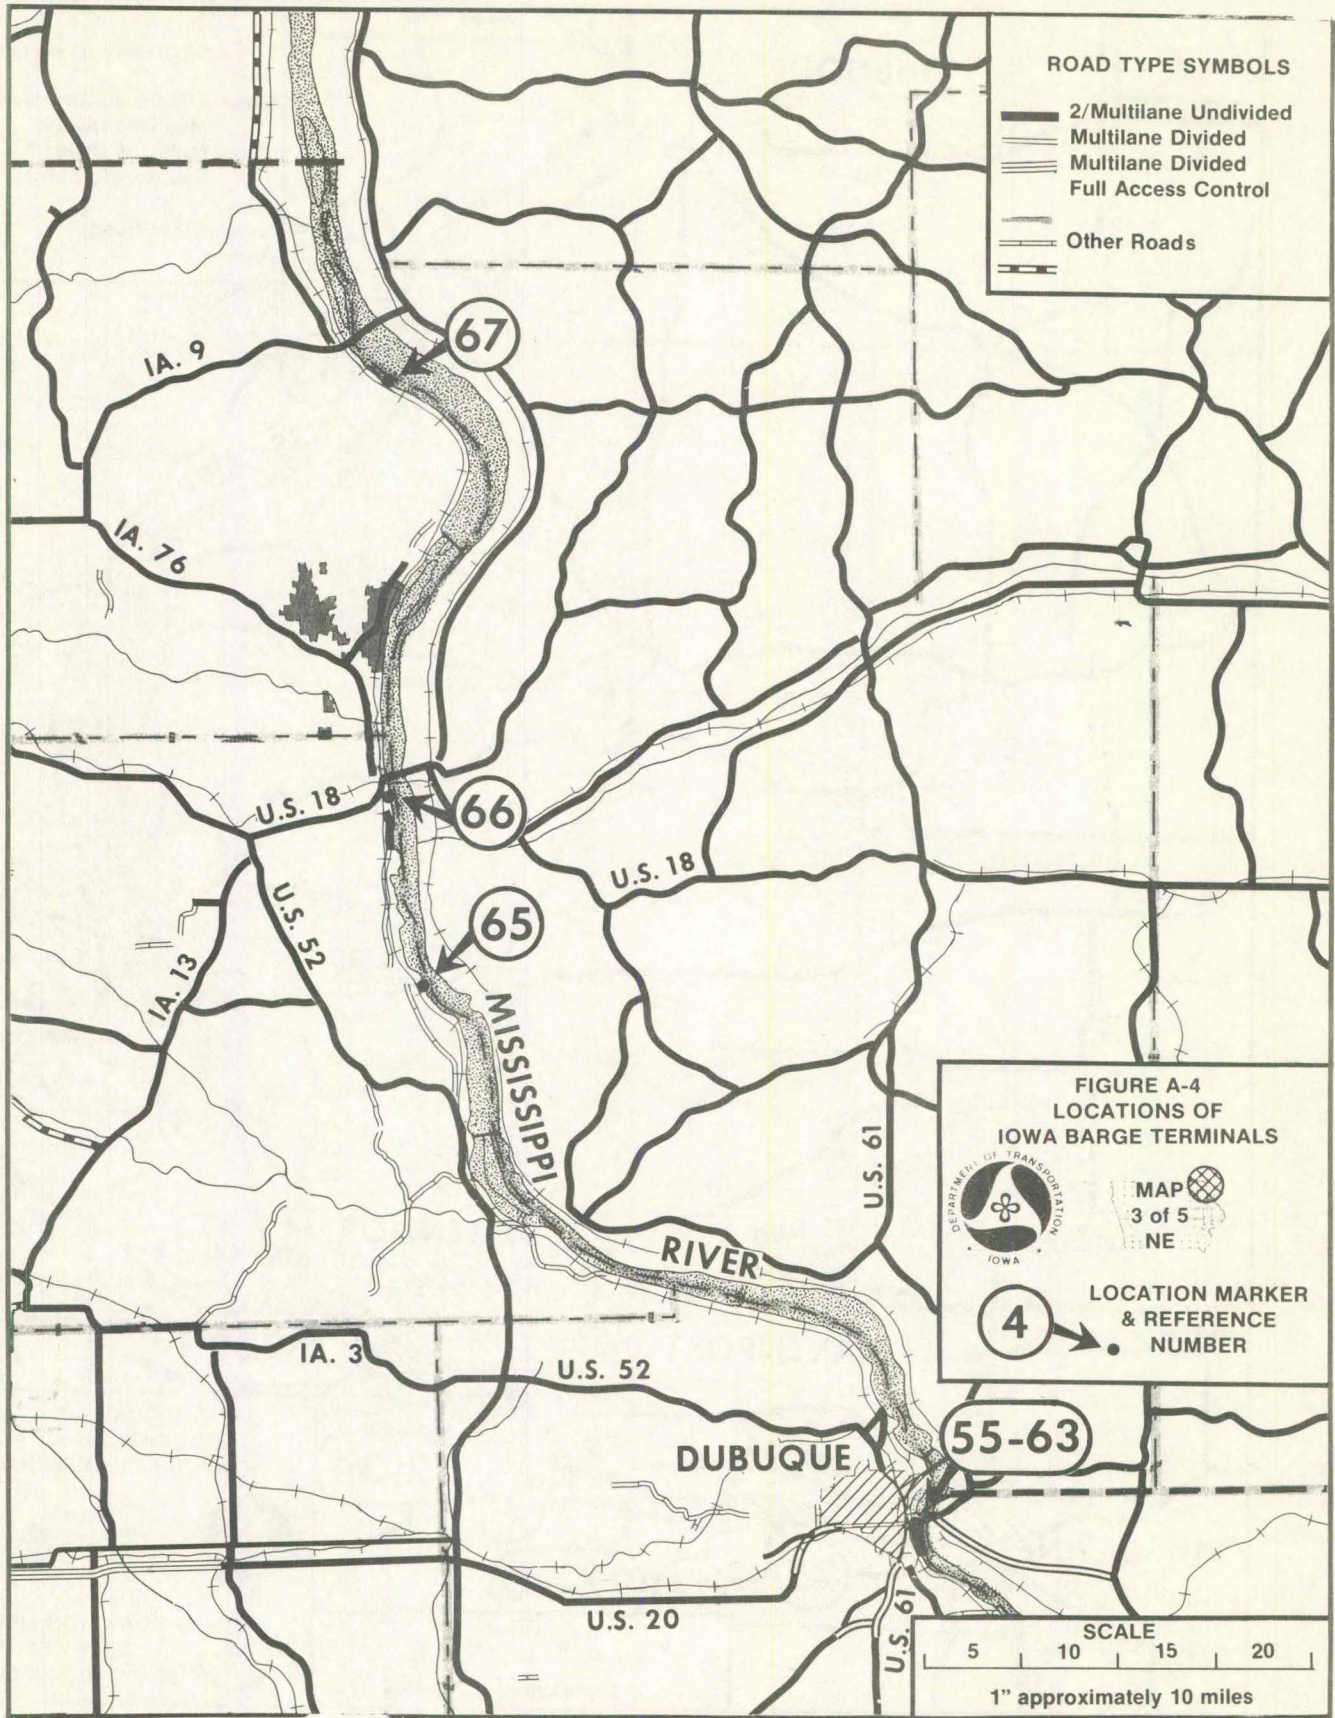 ROAD TYPE SYMBOLS
2/Multilane Undivided
Multilane Divided
Multilane Divided
Full Access Control
Other Roads
67
IA. 9
IA. 76
U.S. 18
66
U.S. 18
65
U.S. 52
IA. 13
MISSISSIPPI
RIVER
U.S. 61
FIGURE A-4
LOCATIONS OF
IOWA BARGE TERMINALS
DEPARTMENT OF TRANSPORTATION
IOWA
MAP
3 of 5
NE
4
LOCATION MARKER
& REFERENCE
NUMBER
IA. 3
U.S. 52
DUBUQUE
55-63
U.S. 20
U.S. 61
SCALE
5 10 15 20
1" approximately 10 miles